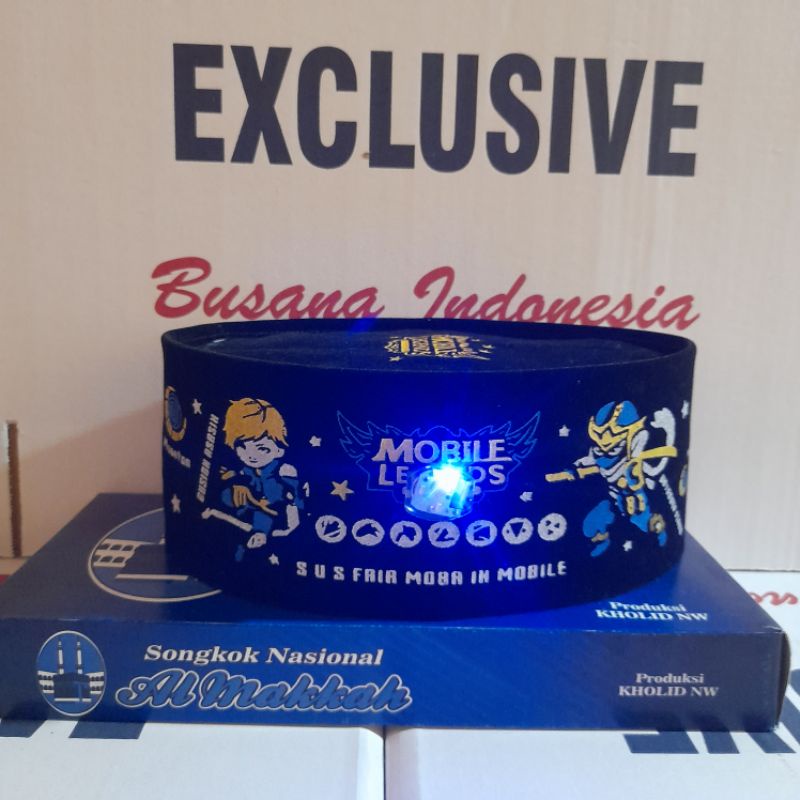 EXCLUSIVE
Busana Indonesia
MOBILE
LEGENDS
SUS FAIR MOBA IN MOBILE
Produksi
KHOLID NW
Songkok Nasional
Al Makkah
Produksi
KHOLID NW